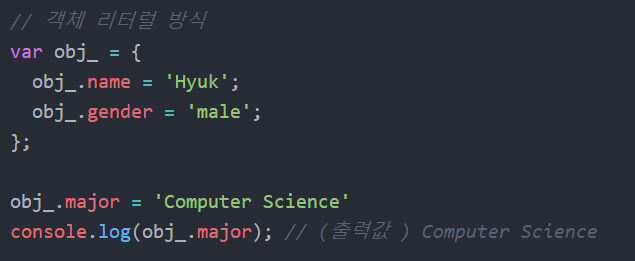 // 객체 리터럴 방식
var obj_ = {
  obj_.name = 'Hyuk';
  obj_.gender = 'male';
};

obj_.major = 'Computer Science'
console.log(obj_.major); // (출력값 ) Computer Science